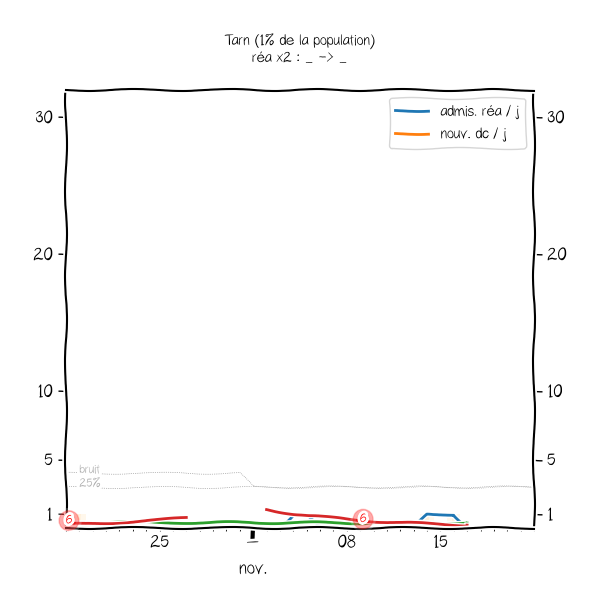 Tarn (1% de la population)
réa x2 : _ -> _
admis. réa / j
nouv. dc / j
30
30
20
20
10
10
5
5
bruit
25%
1
1
6
6
25
1
08
15
nov.